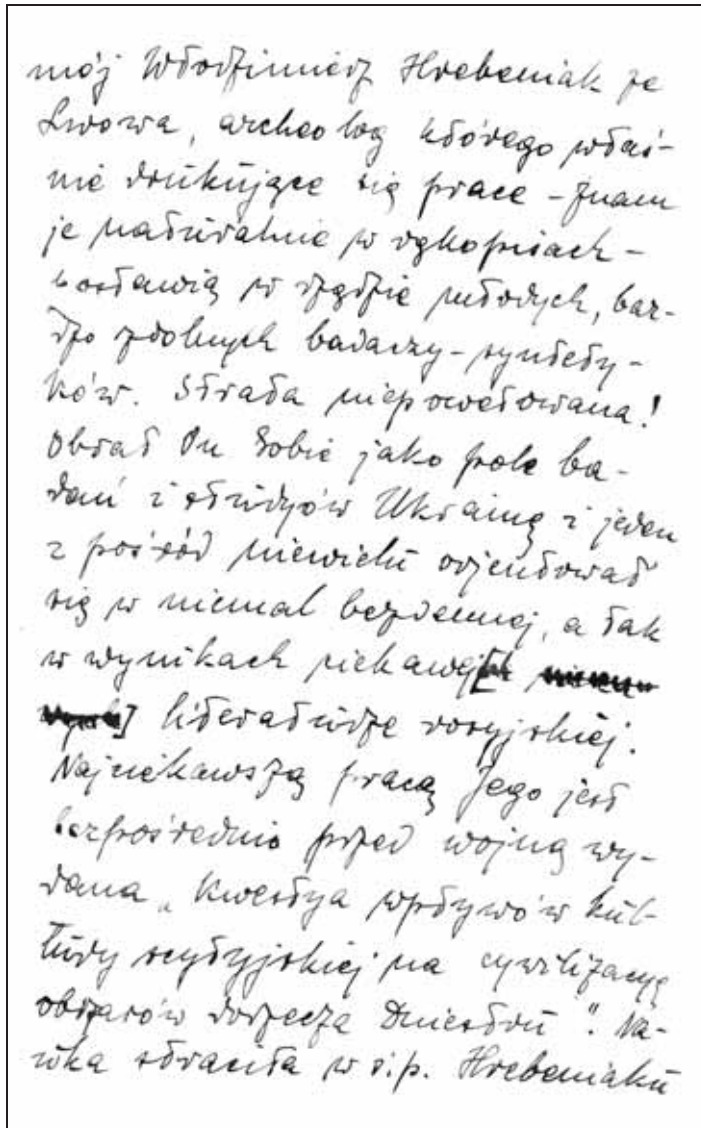 mój Włodzimierz Hrebeniak ze
Lwowa, archeolog którego właś-
nie drukujące się prace – znam
je naturalnie w rękopisach –
postawią w rzędzie młodych, bar-
dzo zdolnych badaczy-syntety-
ków. Strata niepowetowana!
Obrał On Sobie jako pole ba-
dań i studyów Ukrainę i jeden
z pośród niewielu orjentował
się w niemal bezdennej, a tak
w wynikach ciekawej[
] literaturze rosyjskiej.
Najciekawszą pracą Jego jest
bezpośrednio przed wojną wy-
dana „Kwestya wpływów kul-
tury scytyjskiej na cywilizacyę
obszarów dorzecza Dniestru". Na-
uka straciła w ś.p. Hrebeniaku